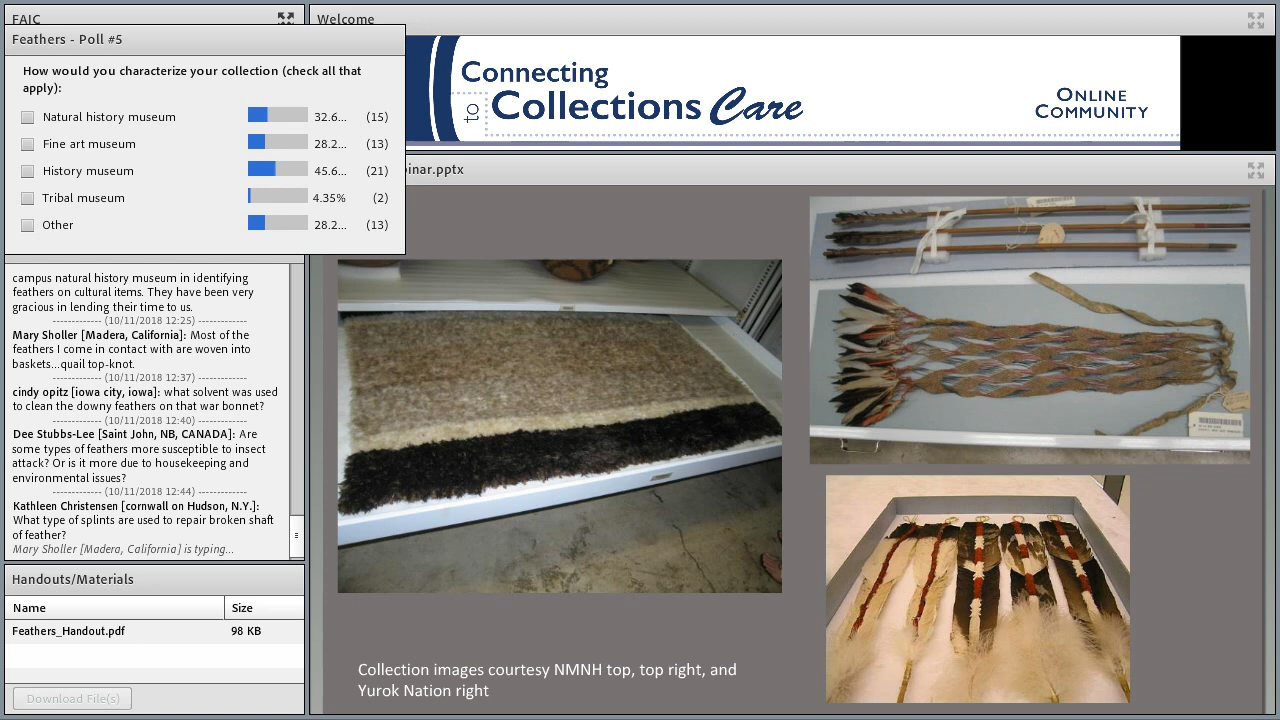 FAIC
Feathers - Poll #5
How would you characterize your collection (check all that
apply):
Natural history museum 32.6... (15)
Fine art museum 28.2... (13)
History museum 45.6... (21)
Tribal museum 4.35% (2)
Other 28.2... (13)
campus natural history museum in identifying
feathers on cultural items. They have been very
gracious in lending their time to us.
------------- (10/11/2018 12:25) -------------
Mary Sholler [Madera, California]: Most of the
feathers I come in contact with are woven into
baskets...quail top-knot.
------------- (10/11/2018 12:37) -------------
cindy opitz [iowa city, iowa]: what solvent was used
to clean the downy feathers on that war bonnet?
------------- (10/11/2018 12:40) -------------
Dee Stubbs-Lee [Saint John, NB, CANADA]: Are
some types of feathers more susceptible to insect
attack? Or is it more due to housekeeping and
environmental issues?
------------- (10/11/2018 12:44) -------------
Kathleen Christensen [cornwall on Hudson, N.Y.]:
What type of splints are used to repair broken shaft
of feather?
Mary Sholler [Madera, California] is typing...
Handouts/Materials
Name Size
Feathers_Handout.pdf 98 KB
Download File(s)
Welcome
Connecting
to Collections Care
ONLINE
COMMUNITY
inar.pptx
Collection images courtesy NMNH top, top right, and
Yurok Nation right